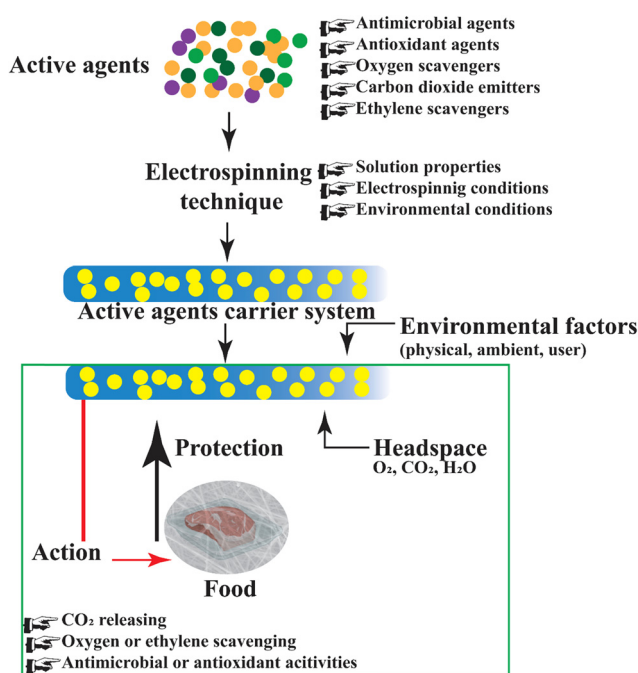 Active agents
Antimicrobial agents
Antioxidant agents
Oxygen scavengers
Carbon dioxide emitters
Ethylene scavengers
Electrospinning
technique
Solution properties
Electrospinnig conditions
Environmental conditions
Active agents carrier system
Environmental factors
(physical, ambient, user)
Protection
Headspace
O₂, CO₂, H₂O
Action
Food
CO₂ releasing
Oxygen or ethylene scavenging
Antimicrobial or antioxidant acitivities